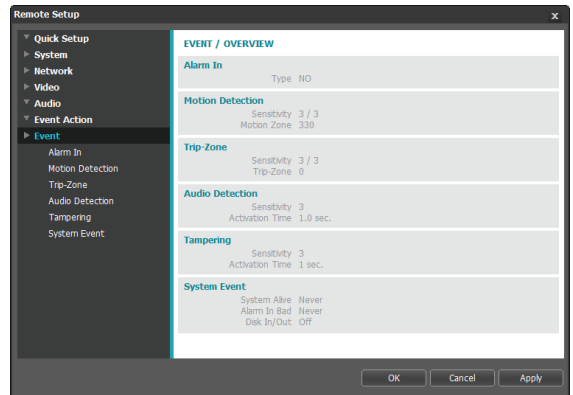 Remote Setup
x
Quick Setup
System
Network
Video
Audio
Event Action
Event
Alarm In
Motion Detection
Trip-Zone
Audio Detection
Tampering
System Event
EVENT / OVERVIEW
Alarm In
Type NO
Motion Detection
Sensitivity 3 / 3
Motion Zone 330
Trip-Zone
Sensitivity 3 / 3
Trip-Zone 0
Audio Detection
Sensitivity 3
Activation Time 1.0 sec.
Tampering
Sensitivity 3
Activation Time 1 sec.
System Event
System Alive Never
Alarm In Bad Never
Disk In/Out Off
OK Cancel Apply